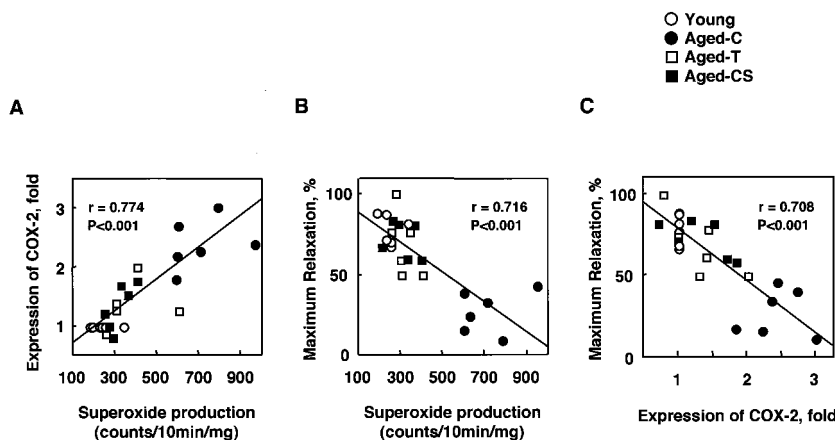 Young
Aged-C
Aged-T
Aged-CS
A
B
C
Expression of COX-2, fold
3
2
1
r = 0.774
P<0.001
100 300 500 700 900
Superoxide production
(counts/10min/mg)
Maximum Relaxation, %
100
50
0
r = 0.716
P<0.001
100 300 500 700 900
Superoxide production
(counts/10min/mg)
Maximum Relaxation, %
100
50
0
r = 0.708
P<0.001
1 2 3
Expression of COX-2, fold